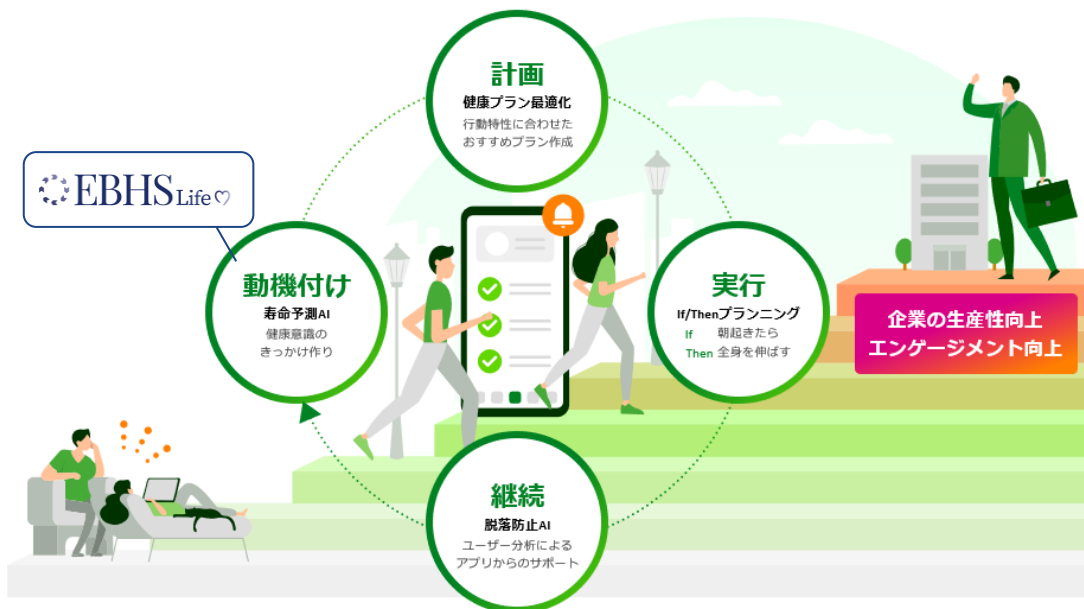 計画
健康プラン最適化
行動特性に合わせた
おすすめプラン作成
EBHS Life
動機付け
寿命予測AI
健康意識の
きっかけ作り
実行
If/Thenプランニング
If 朝起きたら
Then 全身を伸ばす
企業の生産性向上
エンゲージメント向上
継続
脱落防止AI
ユーザー分析による
アプリからのサポート